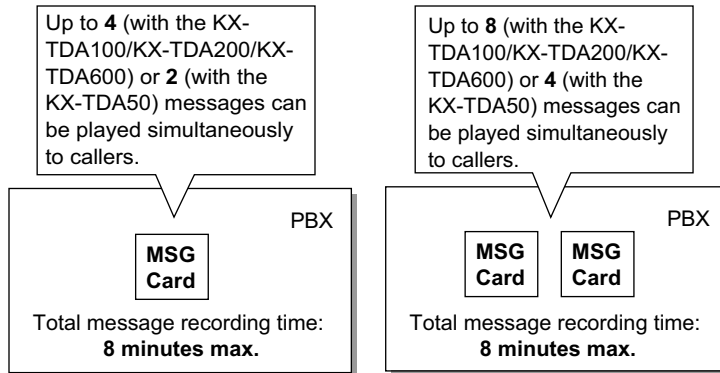 Up to 4 (with the KX-
TDA100/KX-TDA200/KX-
TDA600) or 2 (with the
KX-TDA50) messages can
be played simultaneously
to callers.
PBX
MSG
Card
Total message recording time:
8 minutes max.
Up to 8 (with the KX-
TDA100/KX-TDA200/KX-
TDA600) or 4 (with the
KX-TDA50) messages can
be played simultaneously
to callers.
PBX
MSG
Card
MSG
Card
Total message recording time:
8 minutes max.